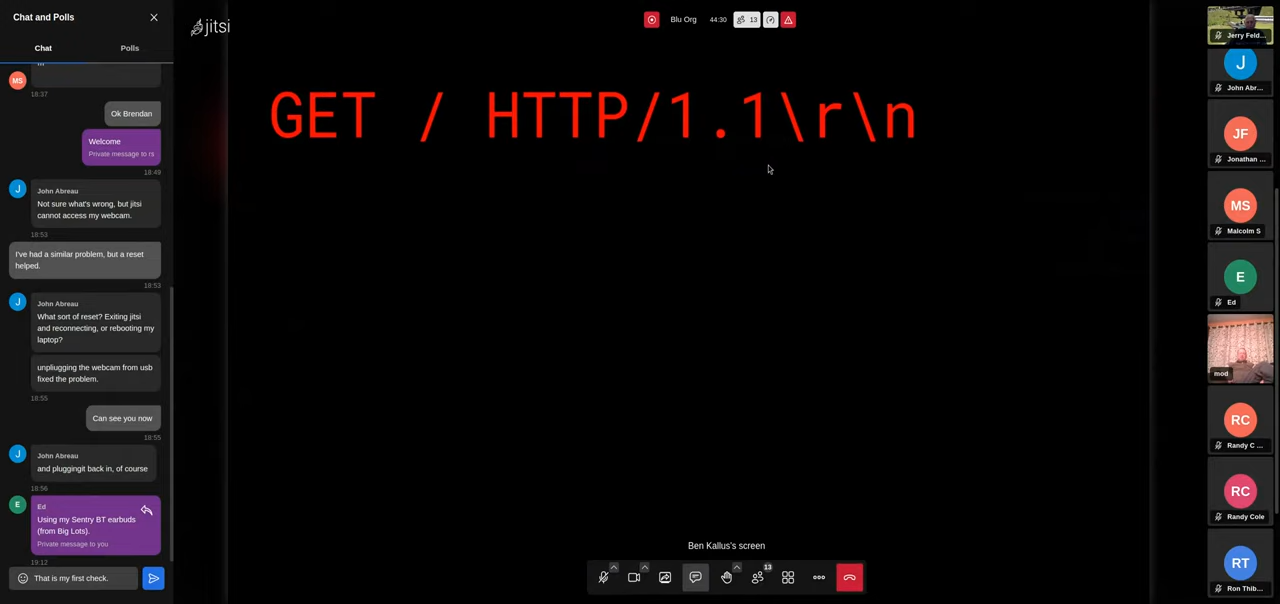 Chat and Polls
Chat
Polls
MS
18:37
Ok Brendan
Welcome
Private message to rs
18:49
J
John Abreau
Not sure what's wrong, but jitsi
cannot access my webcam.
18:53
I've had a similar problem, but a reset
helped.
18:53
J
John Abreau
What sort of reset? Exiting jitsi
and reconnecting, or rebooting my
laptop?
unpligging the webcam from usb
fixed the problem.
18:55
Can see you now
18:55
J
John Abreau
and pluggingit back in, of course
18:56
E
Ed
Using my Sentry BT earbuds
(from Big Lots).
Private message to you
19:12
That is my first check.
jitsi
Blu Org
44:30
13
GET / HTTP/1.1\r\n
Ben Kallus's screen
13
Jerry Feld...
J
John Abr...
JF
Jonathan ...
MS
Malcolm S
E
Ed
mod
RC
Randy C ...
RC
Randy Cole
RT
Ron Thib...